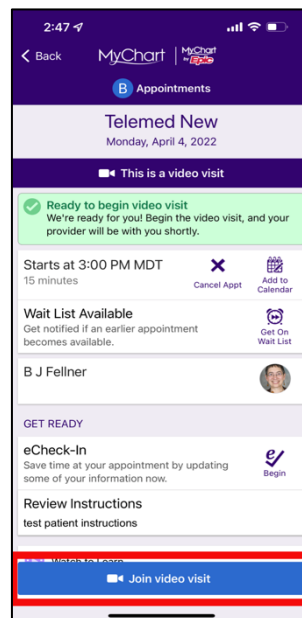 2:47
Back MyChart MyChart by Epic
B Appointments
Telemed New
Monday, April 4, 2022
This is a video visit
Ready to begin video visit
We're ready for you! Begin the video visit, and your
provider will be with you shortly.
Starts at 3:00 PM MDT
15 minutes
Cancel Appt
Add to
Calendar
Wait List Available
Get notified if an earlier appointment
becomes available.
Get On
Wait List
B J Fellner
GET READY
eCheck-In
Save time at your appointment by updating
some of your information now.
Begin
Review Instructions
test patient instructions
Watch to Learn
Join video visit